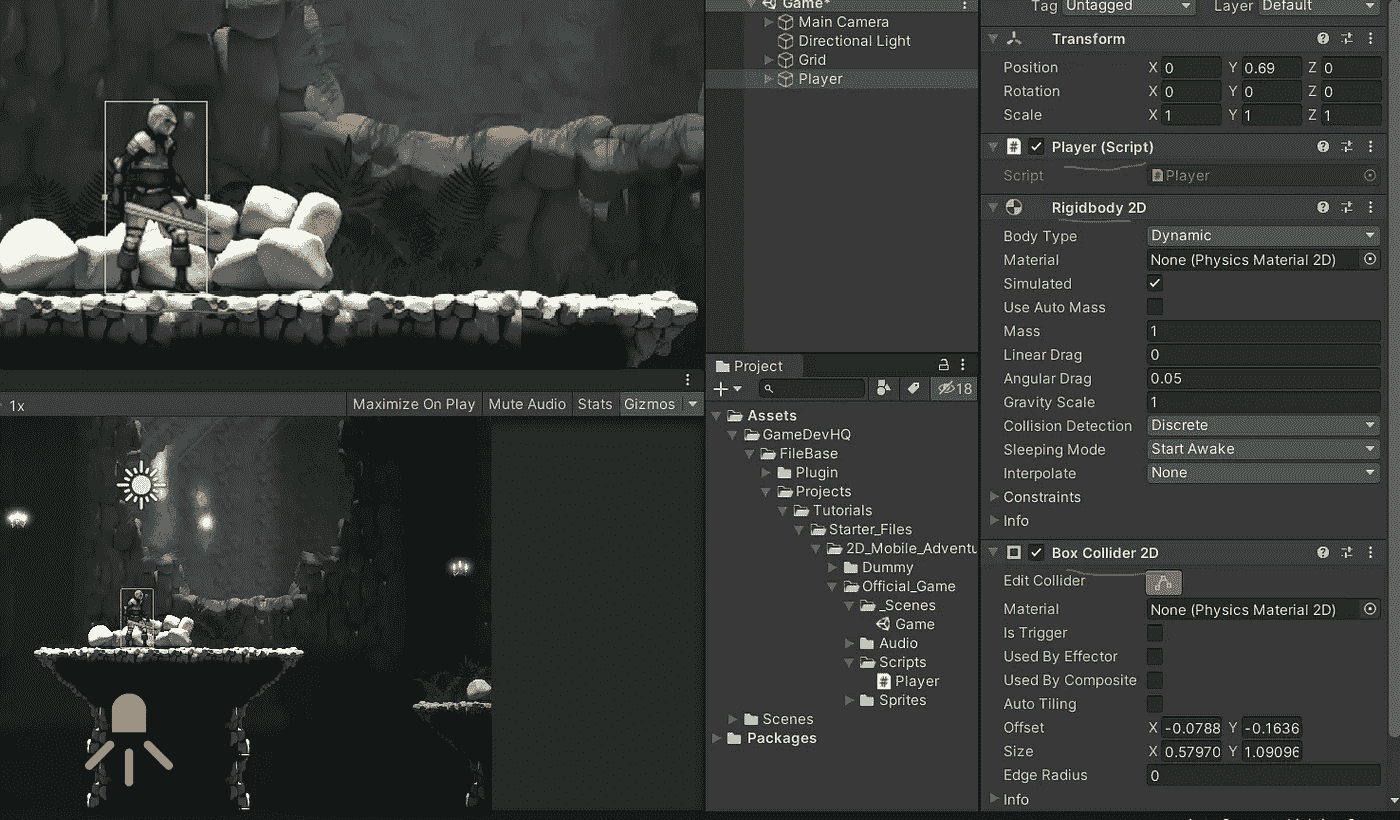 Game*
Main Camera
Directional Light
Grid
Player
Project
18
Assets
GameDevHQ
FileBase
Plugin
Projects
Tutorials
Starter_Files
2D_Mobile_Adventu
Dummy
Official_Game
_Scenes
Game
Audio
Scripts
Player
Sprites
Scenes
Packages
1x
Maximize On Play Mute Audio Stats Gizmos
Tag Untagged Layer Default
Transform
Position X 0 Y 0.69 Z 0
Rotation X 0 Y 0 Z 0
Scale X 1 Y 1 Z 1
Player (Script)
Script Player
Rigidbody 2D
Body Type Dynamic
Material None (Physics Material 2D)
Simulated
Use Auto Mass
Mass 1
Linear Drag 0
Angular Drag 0.05
Gravity Scale 1
Collision Detection Discrete
Sleeping Mode Start Awake
Interpolate None
Constraints
Info
Box Collider 2D
Edit Collider
Material None (Physics Material 2D)
Is Trigger
Used By Effector
Used By Composite
Auto Tiling
Offset X -0.0788 Y -0.1636
Size X 0.57970 Y 1.09096
Edge Radius 0
Info